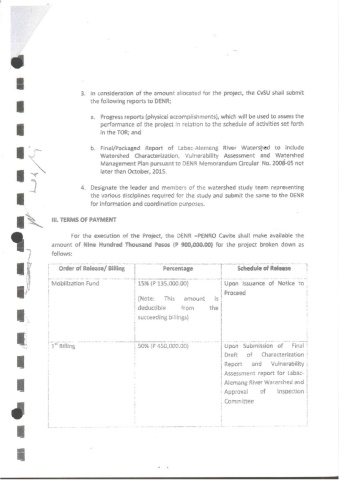 3. In consideration of the amount allocated for the project, the CvSU shall submit
the following reports to DENR;
a. Progress reports (physical accomplishments), which will be used to assess the
performance of the project in relation to the schedule of activities set forth
in the TOR; and
b. Final/Packaged Report of Labac-Alemang River Watershed to include
Watershed Characterization, Vulnerability Assessment and Watershed
Management Plan pursuant to DENR Memorandum Circular No. 2008-05 not
later than October, 2015.
4. Designate the leader and members of the watershed study team representing
the various disciplines required for the study and submit the same to the DENR
for information and coordination purposes.
III. TERMS OF PAYMENT
For the execution of the Project, the DENR –PENRO Cavite shall make available the
amount of Nine Hundred Thousand Pesos (P 900,000.00) for the project broken down as
follows:
Order of Release/ Billing Percentage Schedule of Release
Mobilization Fund 15% (P 135,000.00) Upon Issuance of Notice to
Proceed
(Note: This amount is
deductible from the
succeeding billings)
1st Billing 50% (P 450,000.00) Upon Submission of Final
Draft of Characterization
Report and Vulnerability
Assessment report for Labac-
Alemang River Watershed and
Approval of Inspection
Committee